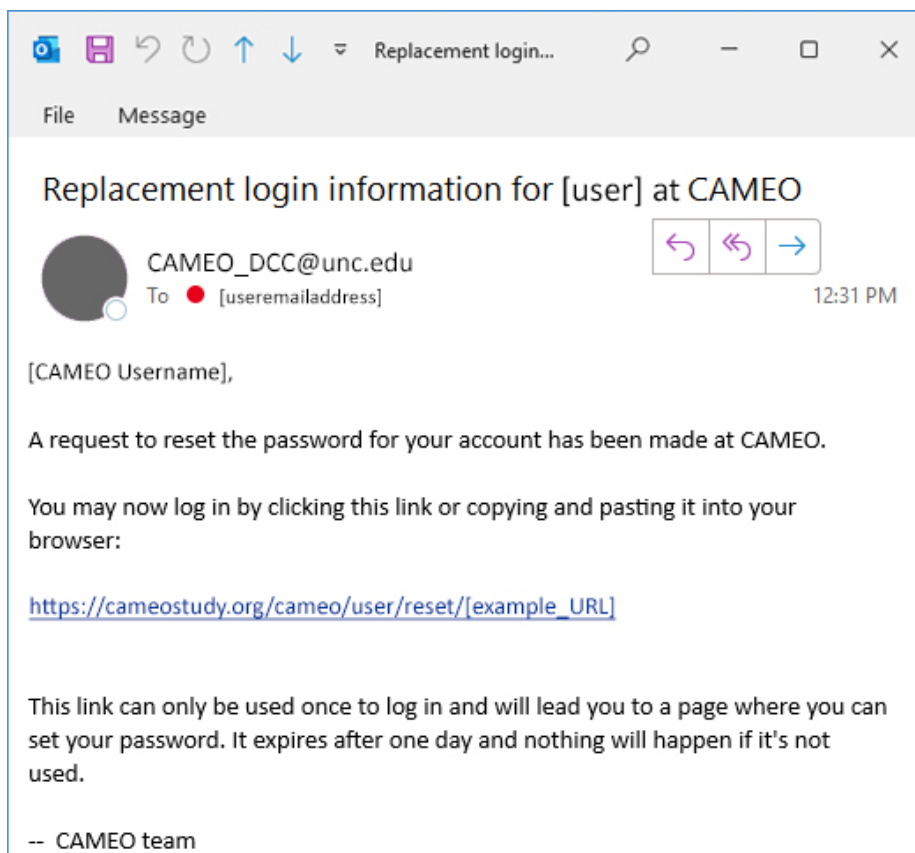 Replacement login...
File Message
Replacement login information for [user] at CAMEO
CAMEO_DCC@unc.edu
To [useremailaddress]
12:31 PM
[CAMEO Username],
A request to reset the password for your account has been made at CAMEO.
You may now log in by clicking this link or copying and pasting it into your
browser:
https://cameostudy.org/cameo/user/reset/[example_URL]
This link can only be used once to log in and will lead you to a page where you can
set your password. It expires after one day and nothing will happen if it's not
used.
-- CAMEO team